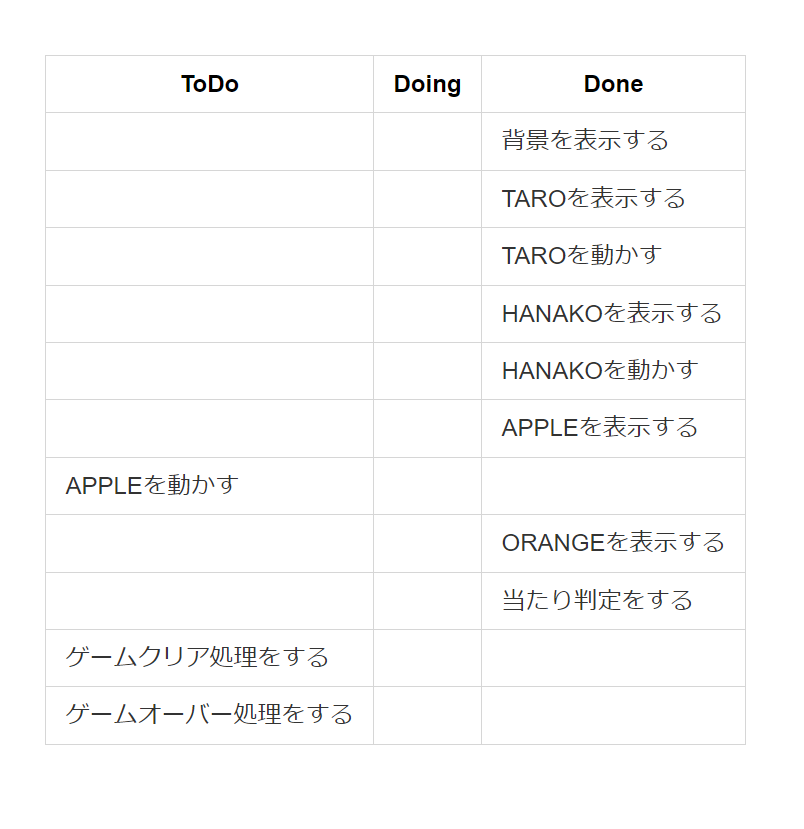 ToDo Doing Done
背景を表示する
TAROを表示する
TAROを動かす
HANAKOを表示する
HANAKOを動かす
APPLEを表示する
APPLEを動かす
ORANGEを表示する
当たり判定をする
ゲームクリア処理をする
ゲームオーバー処理をする